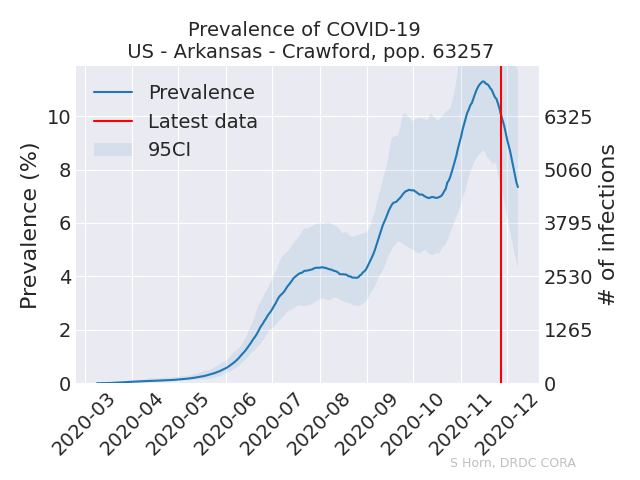 Prevalence of COVID-19
US - Arkansas - Crawford, pop. 63257
Prevalence
Latest data
95CI
Prevalence (%)
10
8
6
4
2
0
6325
5060
3795
2530
1265
0
# of infections
2020-03
2020-04
2020-05
2020-06
2020-07
2020-08
2020-09
2020-10
2020-11
2020-12
S Horn, DRDC CORA